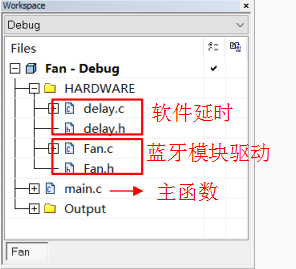 Workspace
Debug
Files
Fan - Debug
HARDWARE
delay.c
delay.h
软件延时
Fan.c
Fan.h
蓝牙模块驱动
main.c
主函数
Output
Fan